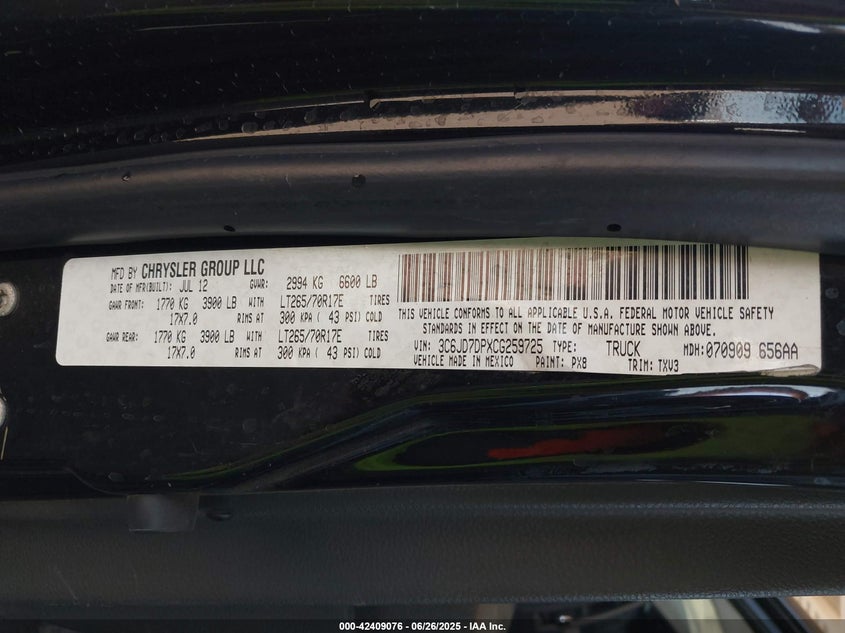 MFD BY CHRYSLER GROUP LLC
DATE OF MFR(BUILT): JUL 12 GVWR: 2994 KG 6600 LB
GAWR FRONT: 1770 KG 3900 LB WITH LT265/70R17E TIRES
17X7.0 RIMS AT 300 KPA ( 43 PSI) COLD
GAWR REAR: 1770 KG 3900 LB WITH LT265/70R17E TIRES
17X7.0 RIMS AT 300 KPA ( 43 PSI) COLD
THIS VEHICLE CONFORMS TO ALL APPLICABLE U.S.A. FEDERAL MOTOR VEHICLE SAFETY
STANDARDS IN EFFECT ON THE DATE OF MANUFACTURE SHOWN ABOVE.
VIN: 3C6JD7DPXCG259725 TYPE: TRUCK MDH: 070909 656AA
VEHICLE MADE IN MEXICO PAINT: PX8 TRIM: TXV3
000-42409076 - 06/26/2025 - IAA Inc.